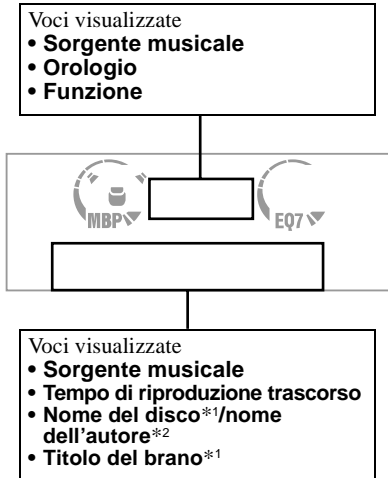 Voci visualizzate
• Sorgente musicale
• Orologio
• Funzione
MBP
EQ7
Voci visualizzate
• Sorgente musicale
• Tempo di riproduzione trascorso
• Nome del disco*1/nome
dell'autore*2
• Titolo del brano*1